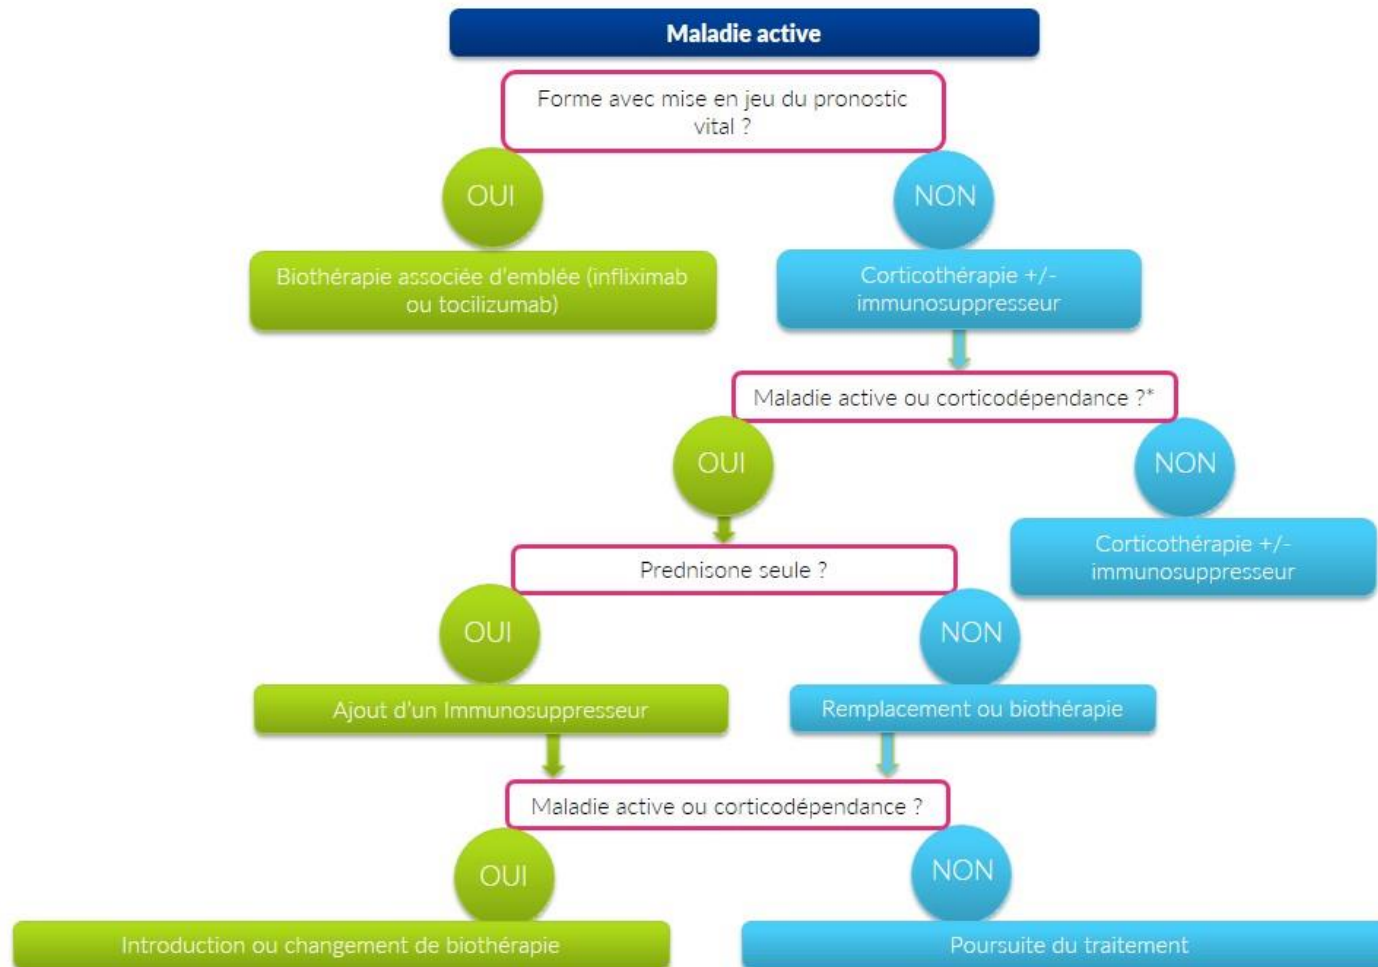 Maladie active
Forme avec mise en jeu du pronostic
vital ?
OUI
NON
Biothérapie associée d'emblée (infliximab
ou tocilizumab)
Corticothérapie +/-
immunosuppresseur
Maladie active ou corticodépendance ?*
OUI
NON
Prednisone seule ?
Corticothérapie +/-
immunosuppresseur
OUI
NON
Ajout d'un Immunosuppresseur
Remplacement ou biothérapie
Maladie active ou corticodépendance ?
OUI
NON
Introduction ou changement de biothérapie
Poursuite du traitement